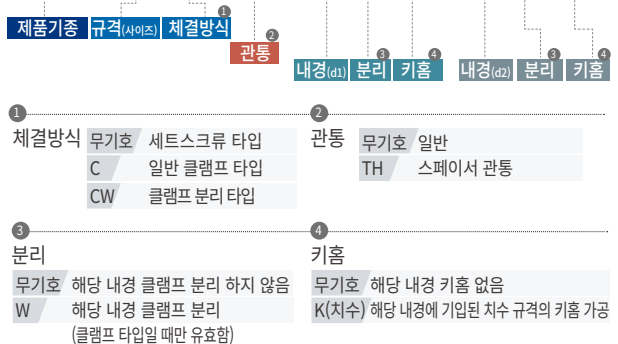 제품기종 규격(사이즈) 체결방식 1
관통 2
내경(d1) 분리 3 키홈 4 내경(d2) 분리 3 키홈 4
1
체결방식 무기호 세트스크류 타입
C 일반 클램프 타입
CW 클램프 분리 타입
2
관통 무기호 일반
TH 스페이서 관통
3
분리
무기호 해당 내경 클램프 분리 하지 않음
W 해당 내경 클램프 분리
(클램프 타입일 때만 유효함)
4
키홈
무기호 해당 내경 키홈 없음
K(치수) 해당 내경에 기입된 치수 규격의 키홈 가공